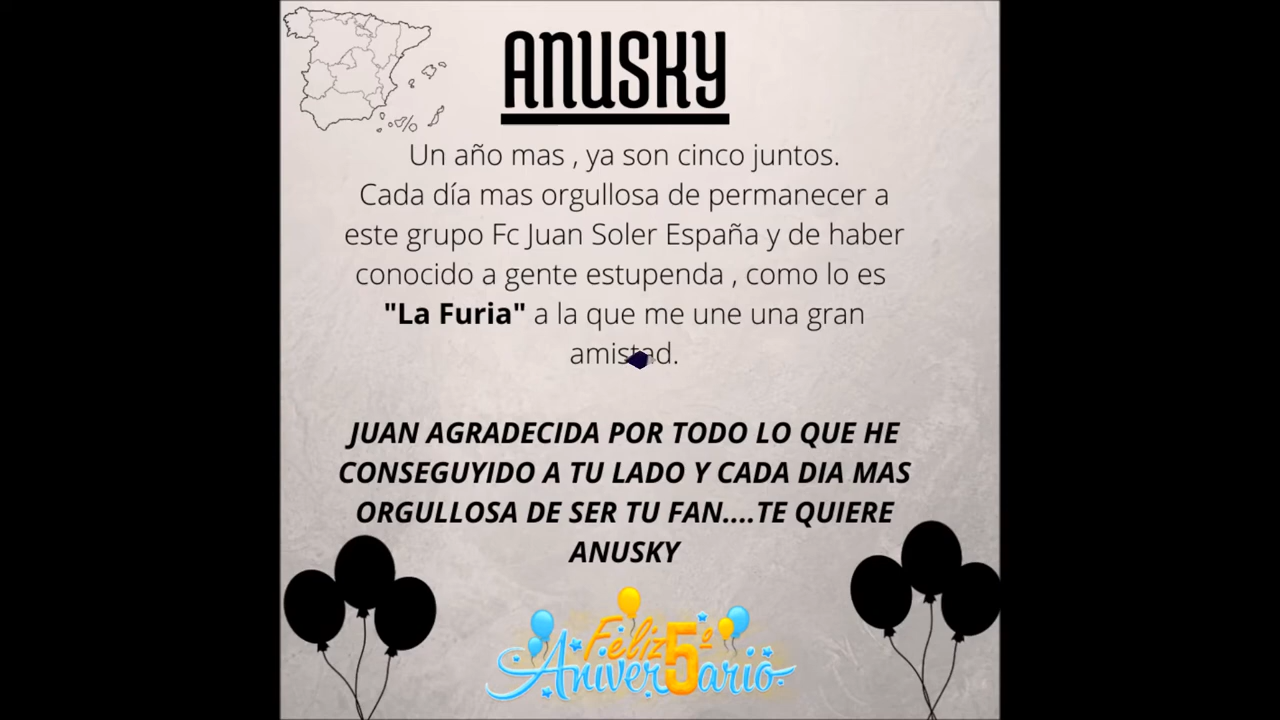 ANUSKY
Un año mas , ya son cinco juntos.
Cada día mas orgullosa de permanecer a
este grupo Fc Juan Soler España y de haber
conocido a gente estupenda , como lo es
"La Furia" a la que me une una gran
amistad.
JUAN AGRADECIDA POR TODO LO QUE HE
CONSEGUYIDO A TU LADO Y CADA DIA MAS
ORGULLOSA DE SER TU FAN....TE QUIERE
ANUSKY
Feliz 5º
Aniversario